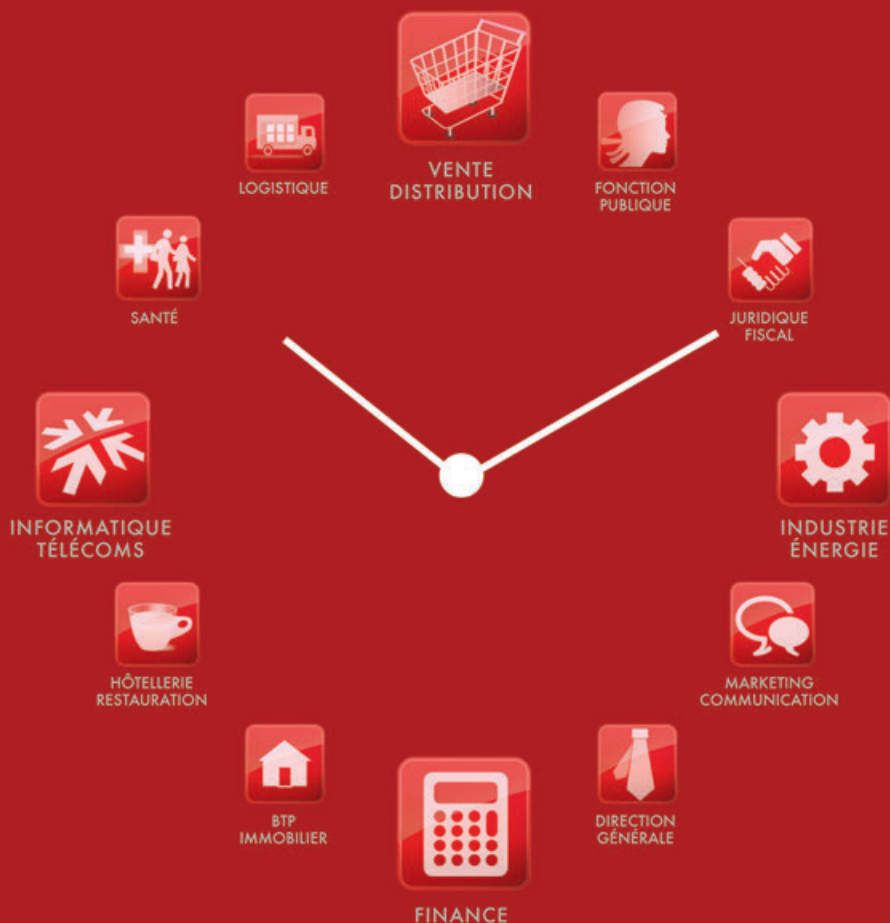 VENTE
DISTRIBUTION
LOGISTIQUE
FONCTION
PUBLIQUE
SANTÉ
JURIDIQUE
FISCAL
INFORMATIQUE
TÉLÉCOMS
INDUSTRIE
ÉNERGIE
HÔTELLERIE
RESTAURATION
MARKETING
COMMUNICATION
BTP
IMMOBILIER
DIRECTION
GÉNÉRALE
FINANCE